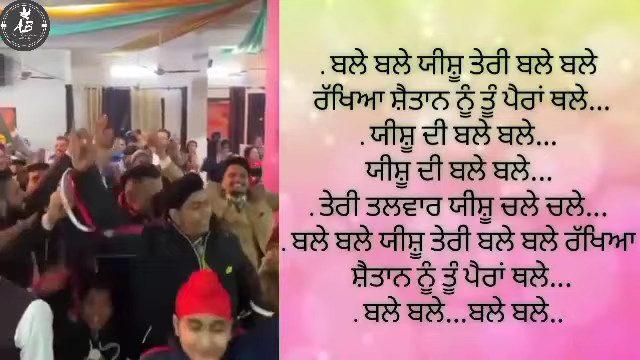 AB
. ਬਲੇ ਬਲੇ ਯੀਸ਼ੂ ਤੇਰੀ ਬਲੇ ਬਲੇ
ਰੱਖਿਆ ਸ਼ੈਤਾਨ ਨੂੰ ਤੂੰ ਪੈਰਾਂ ਥਲੇ...
. ਯੀਸ਼ੂ ਦੀ ਬਲੇ ਬਲੇ...
ਯੀਸ਼ੂ ਦੀ ਬਲੇ ਬਲੇ...
. ਤੇਰੀ ਤਲਵਾਰ ਯੀਸ਼ੂ ਚਲੇ ਚਲੇ...
. ਬਲੇ ਬਲੇ ਯੀਸ਼ੂ ਤੇਰੀ ਬਲੇ ਬਲੇ ਰੱਖਿਆ
ਸ਼ੈਤਾਨ ਨੂੰ ਤੂੰ ਪੈਰਾਂ ਥਲੇ...
. ਬਲੇ ਬਲੇ...ਬਲੇ ਬਲੇ..